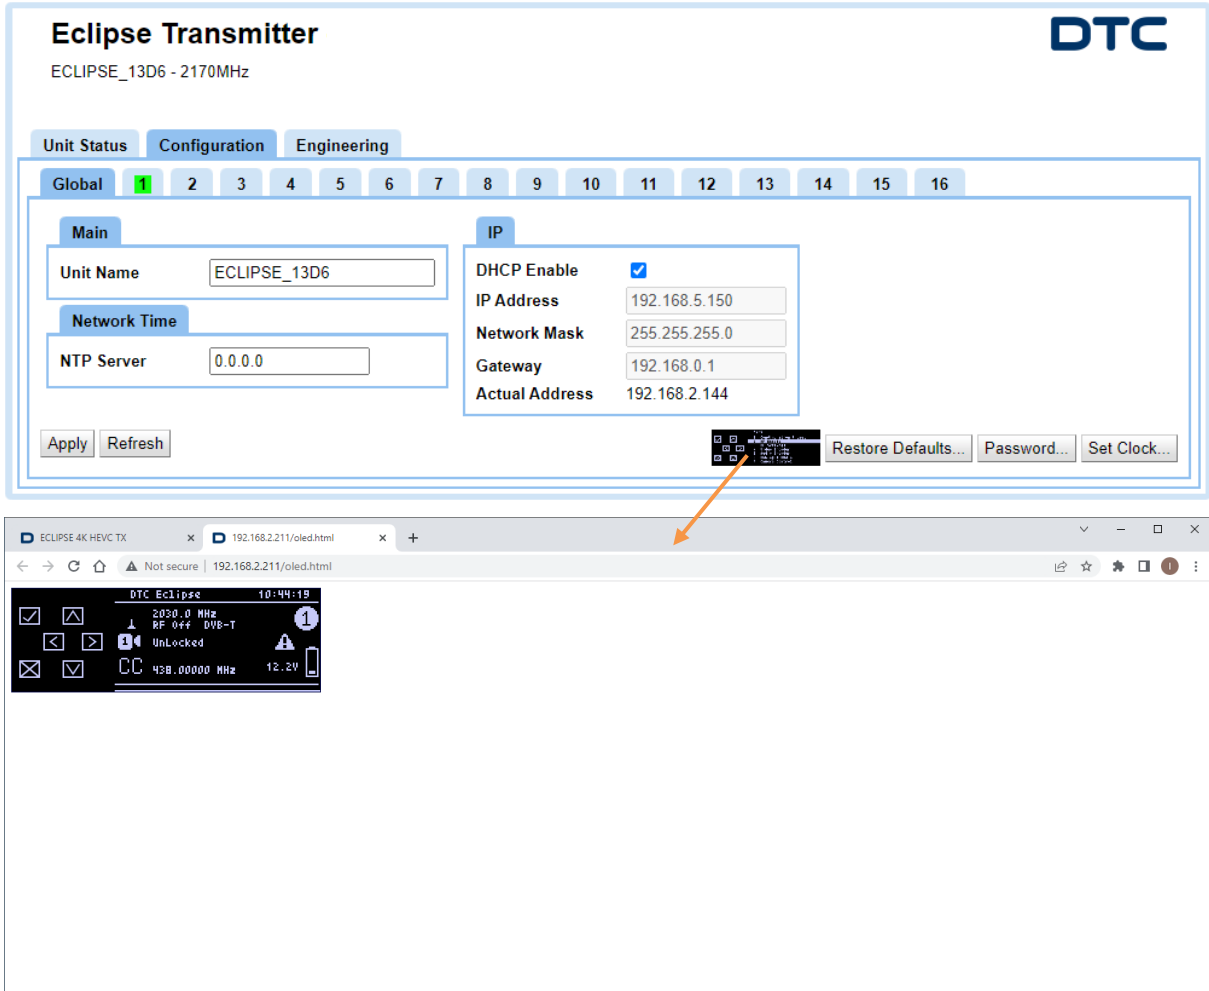 Eclipse Transmitter
DTC
ECLIPSE_13D6 - 2170MHz
Unit Status Configuration Engineering
Global 1 2 3 4 5 6 7 8 9 10 11 12 13 14 15 16
Main
Unit Name ECLIPSE_13D6
Network Time
NTP Server 0.0.0.0
IP
DHCP Enable
IP Address 192.168.5.150
Network Mask 255.255.255.0
Gateway 192.168.0.1
Actual Address 192.168.2.144
Apply Refresh
Restore Defaults... Password... Set Clock...
ECLIPSE 4K HEVC TX 192.168.2.211/oled.html
Not secure 192.168.2.211/oled.html
I
DTC Eclipse 10:44:19
2030.0 MHz
RF Off DVB-T
1
1 UnLocked
CC 438.00000 MHz 12.2V